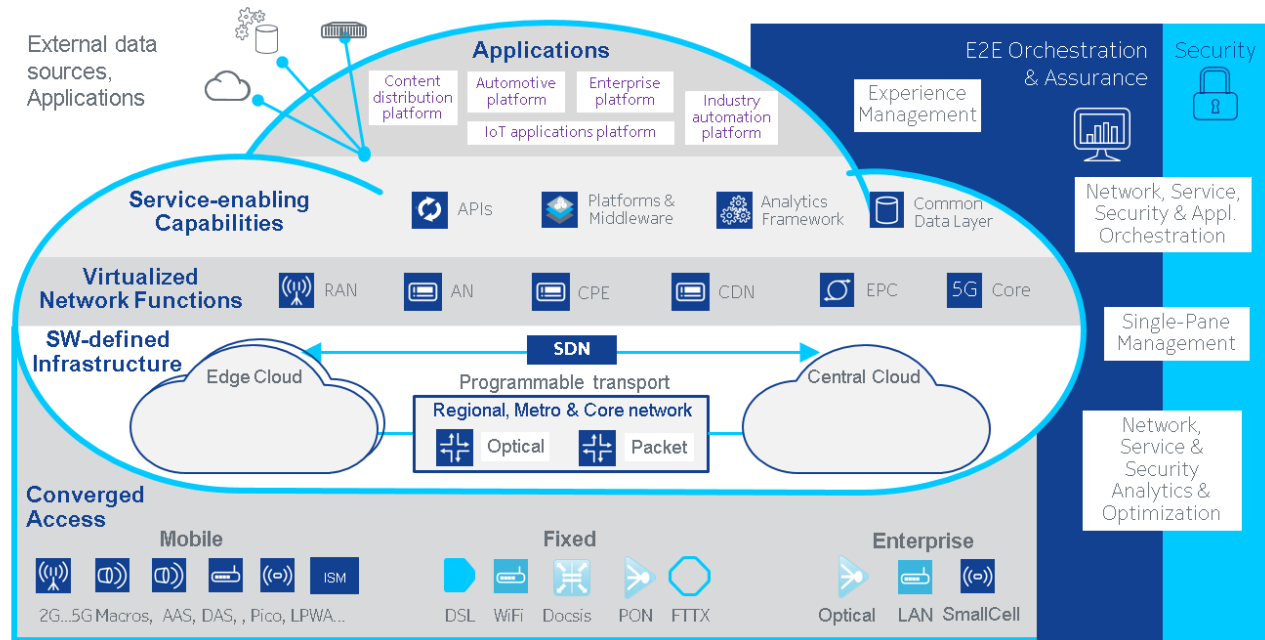 External data
sources,
Applications
Applications
Content
distribution
platform
Automotive
platform
Enterprise
platform
IoT applications platform
Industry
automation
platform
E2E Orchestration
& Assurance
Security
Experience
Management
Service-enabling
Capabilities
APIs
Platforms &
Middleware
Analytics
Framework
Common
Data Layer
Network, Service,
Security & Appl.
Orchestration
Virtualized
Network Functions
RAN
AN
CPE
CDN
EPC
5G Core
SW-defined
Infrastructure
SDN
Edge Cloud
Programmable transport
Central Cloud
Regional, Metro & Core network
Optical
Packet
Single-Pane
Management
Network,
Service &
Security
Analytics &
Optimization
Converged
Access
Mobile
ISM
2G...5G Macros, AAS, DAS, , Pico, LPWA...
Fixed
DSL WiFi Docsis PON FTTX
Enterprise
Optical LAN SmallCell